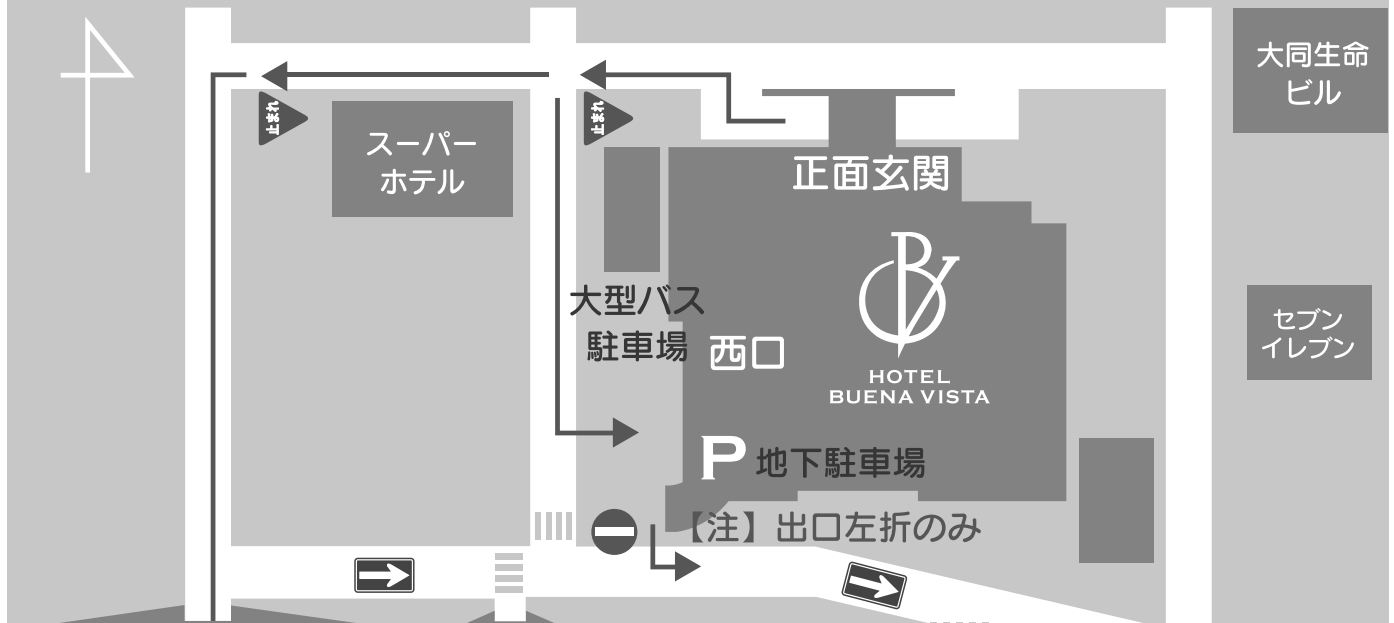 大同生命
ビル
止まれ
止まれ
スーパー
ホテル
正面玄関
大型バス
駐車場
西口
HOTEL
BUENA VISTA
セブン
イレブン
P 地下駐車場
【注】出口左折のみ